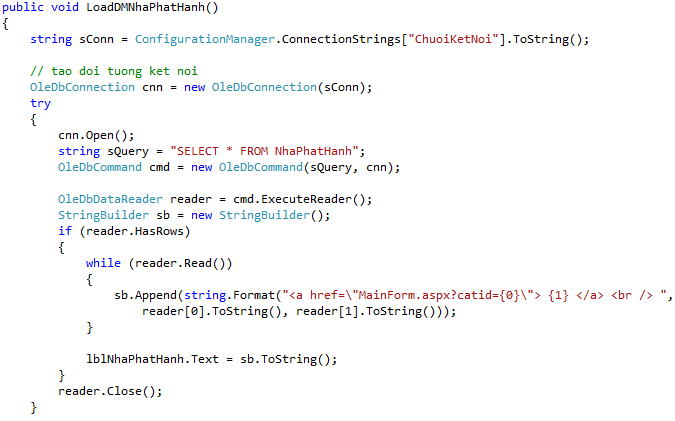 public void LoadDMNhaPhatHanh()
{
    string sConn = ConfigurationManager.ConnectionStrings["ChuoiKetNoi"].ToString();

    // tao doi tuong ket noi
    OleDbConnection cnn = new OleDbConnection(sConn);
    try
    {
        cnn.Open();
        string sQuery = "SELECT * FROM NhaPhatHanh";
        OleDbCommand cmd = new OleDbCommand(sQuery, cnn);

        OleDbDataReader reader = cmd.ExecuteReader();
        StringBuilder sb = new StringBuilder();
        if (reader.HasRows)
        {
            while (reader.Read())
            {
                sb.Append(string.Format("<a href=\"MainForm.aspx?catid={0}\"> {1} </a> <br /> ",
                    reader[0].ToString(), reader[1].ToString()));
            }

            lblNhaPhatHanh.Text = sb.ToString();
        }
        reader.Close();
    }